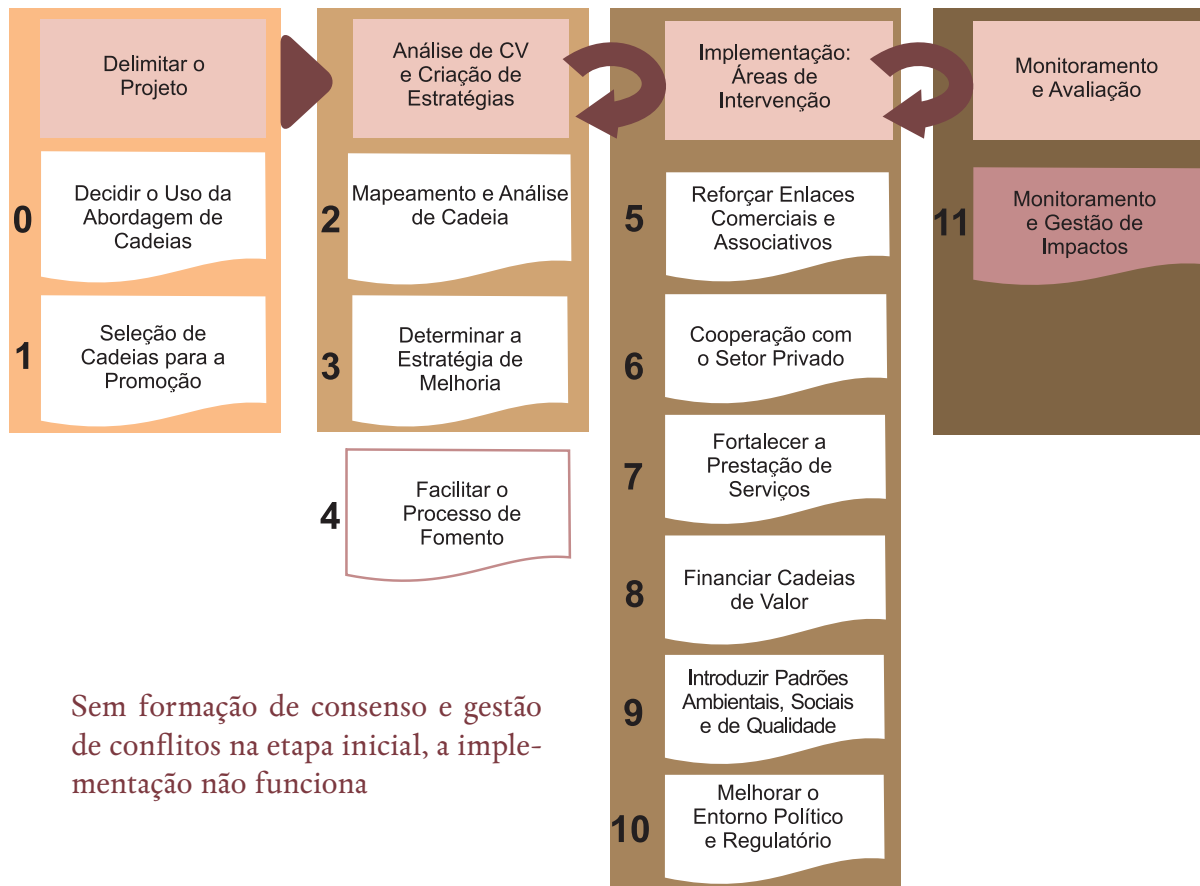 Delimitar o
Projeto
0
Decidir o Uso da
Abordagem de
Cadeias
1
Seleção de
Cadeias para a
Promoção
Análise de CV
e Criação de
Estratégias
2
Mapeamento e Análise
de Cadeia
3
Determinar a
Estratégia de
Melhoria
4
Facilitar o
Processo de
Fomento
Implementação:
Áreas de
Intervenção
5
Reforçar Enlaces
Comerciais e
Associativos
6
Cooperação com
o Setor Privado
7
Fortalecer a
Prestação de
Serviços
8
Financiar Cadeias
de Valor
9
Introduzir Padrões
Ambientais, Sociais
e de Qualidade
10
Melhorar o
Entorno Político
e Regulatório
Monitoramento
e Avaliação
11
Monitoramento
e Gestão de
Impactos
Sem formação de consenso e gestão
de conflitos na etapa inicial, a imple-
mentação não funciona